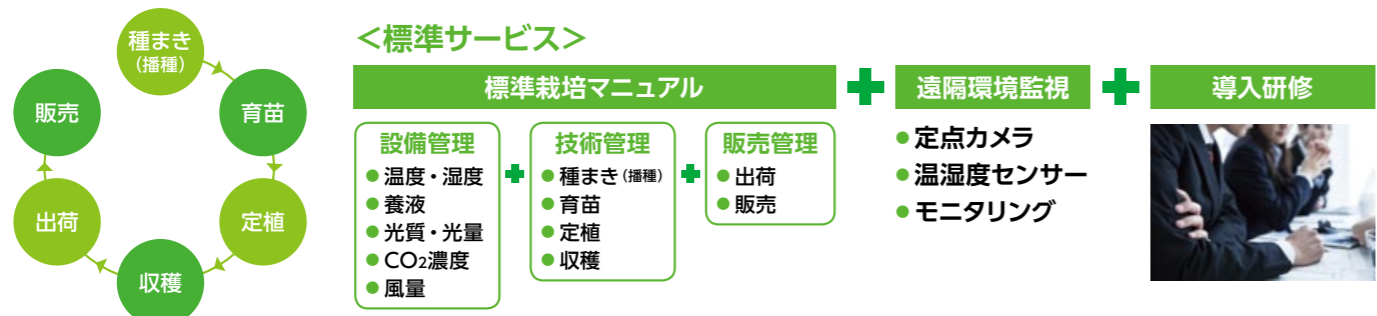 種まき
（播種）
育苗
定植
収穫
出荷
販売
＜標準サービス＞
標準栽培マニュアル
設備管理
●温度・湿度
●養液
●光質・光量
●CO₂濃度
●風量
技術管理
●種まき（播種）
●育苗
●定植
●収穫
販売管理
●出荷
●販売
遠隔環境監視
●定点カメラ
●温湿度センサー
●モニタリング
導入研修